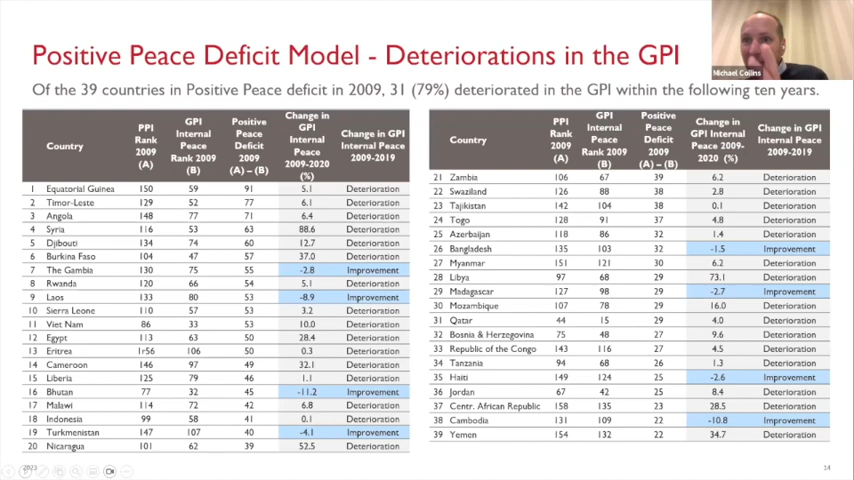 Positive Peace Deficit Model - Deteriorations in the GPI
Michael Collins
Of the 39 countries in Positive Peace deficit in 2009, 31 (79%) deteriorated in the GPI within the following ten years.
Country PPI Rank 2009 (A) GPI Internal Peace Rank 2009 (B) Positive Peace Deficit 2009 (A) – (B) Change in GPI Internal Peace 2009-2020 (%) Change in GPI Internal Peace 2009-2019
1 Equatorial Guinea 150 59 91 5.1 Deterioration
2 Timor-Leste 129 52 77 6.1 Deterioration
3 Angola 148 77 71 6.4 Deterioration
4 Syria 116 53 63 88.6 Deterioration
5 Djibouti 134 74 60 12.7 Deterioration
6 Burkina Faso 104 47 57 37.0 Deterioration
7 The Gambia 130 75 55 -2.8 Improvement
8 Rwanda 120 66 54 5.1 Deterioration
9 Laos 133 80 53 -8.9 Improvement
10 Sierra Leone 110 57 53 3.2 Deterioration
11 Viet Nam 86 33 53 10.0 Deterioration
12 Egypt 113 63 50 28.4 Deterioration
13 Eritrea 1r56 106 50 0.3 Deterioration
14 Cameroon 146 97 49 32.1 Deterioration
15 Liberia 125 79 46 1.1 Deterioration
16 Bhutan 77 32 45 -11.2 Improvement
17 Malawi 114 72 42 6.8 Deterioration
18 Indonesia 99 58 41 0.1 Deterioration
19 Turkmenistan 147 107 40 -4.1 Improvement
20 Nicaragua 101 62 39 52.5 Deterioration
Country PPI Rank 2009 (A) GPI Internal Peace Rank 2009 (B) Positive Peace Deficit 2009 (A) – (B) Change in GPI Internal Peace 2009-2020 (%) Change in GPI Internal Peace 2009-2019
21 Zambia 106 67 39 6.2 Deterioration
22 Swaziland 126 88 38 2.8 Deterioration
23 Tajikistan 142 104 38 0.1 Deterioration
24 Togo 128 91 37 4.8 Deterioration
25 Azerbaijan 118 86 32 1.4 Deterioration
26 Bangladesh 135 103 32 -1.5 Improvement
27 Myanmar 151 121 30 6.2 Deterioration
28 Libya 97 68 29 73.1 Deterioration
29 Madagascar 127 98 29 -2.7 Improvement
30 Mozambique 107 78 29 16.0 Deterioration
31 Qatar 44 15 29 4.0 Deterioration
32 Bosnia & Herzegovina 75 48 27 9.6 Deterioration
33 Republic of the Congo 143 116 27 4.5 Deterioration
34 Tanzania 94 68 26 1.3 Deterioration
35 Haiti 149 124 25 -2.6 Improvement
36 Jordan 67 42 25 8.4 Deterioration
37 Centr. African Republic 158 135 23 28.5 Deterioration
38 Cambodia 131 109 22 -10.8 Improvement
39 Yemen 154 132 22 34.7 Deterioration
2023
14